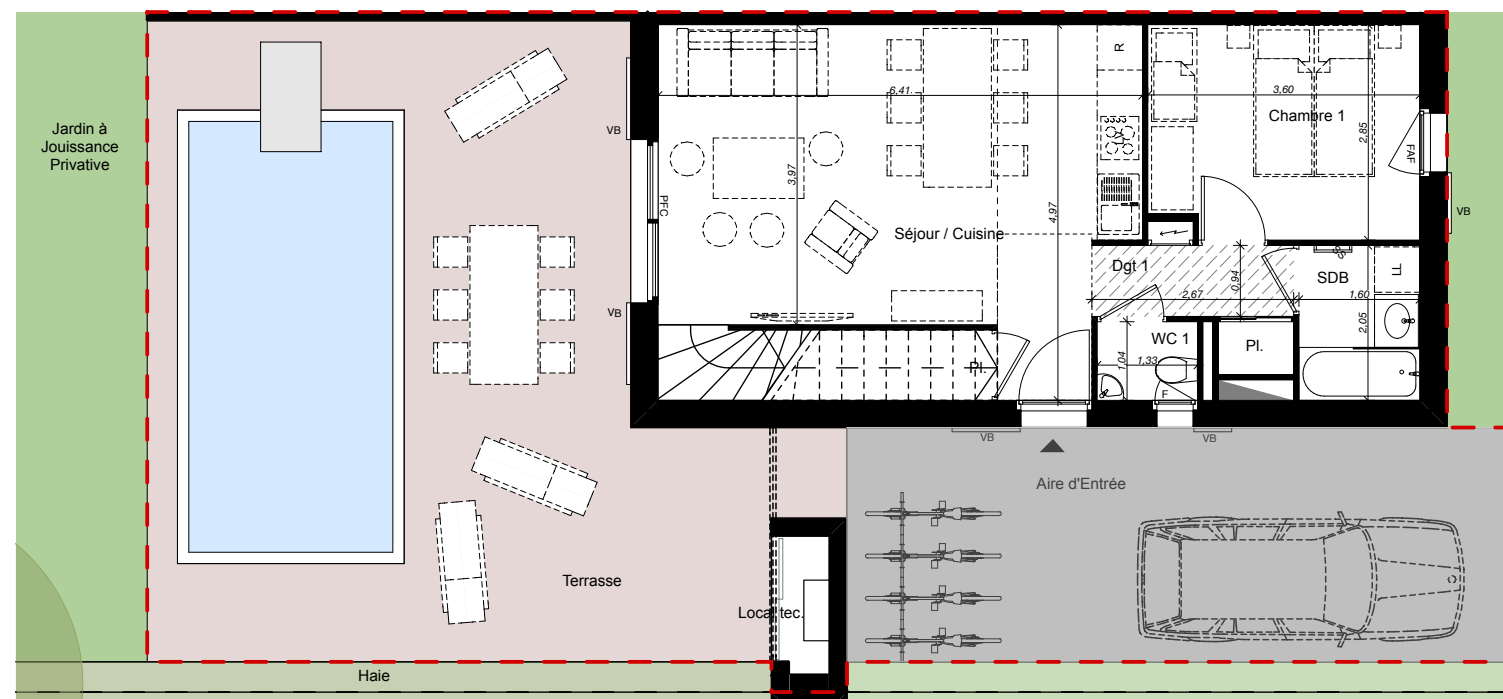 Jardin à
Jouissance
Privative
VB
VB
PFC
6,41
3,97
4,97
R
LV
Séjour / Cuisine
3,60
Chambre 1
2,85
FAF
VB
Dgt 1
2,67
0,94
SS
SDB
LL
1,60
2,05
WC 1
1,04
1,33
F
Pl.
Pl.
VB
VB
Aire d'Entrée
Terrasse
Local tec.
Haie